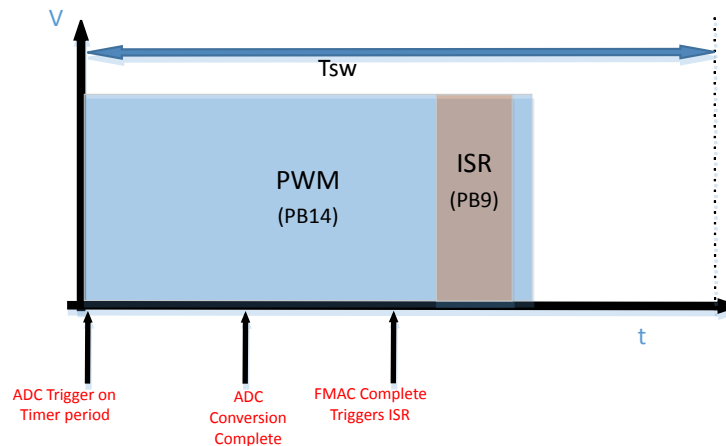 V
Tsw
PWM
(PB14)
ISR
(PB9)
t
ADC Trigger on
Timer period
ADC
Conversion
Complete
FMAC Complete
Triggers ISR